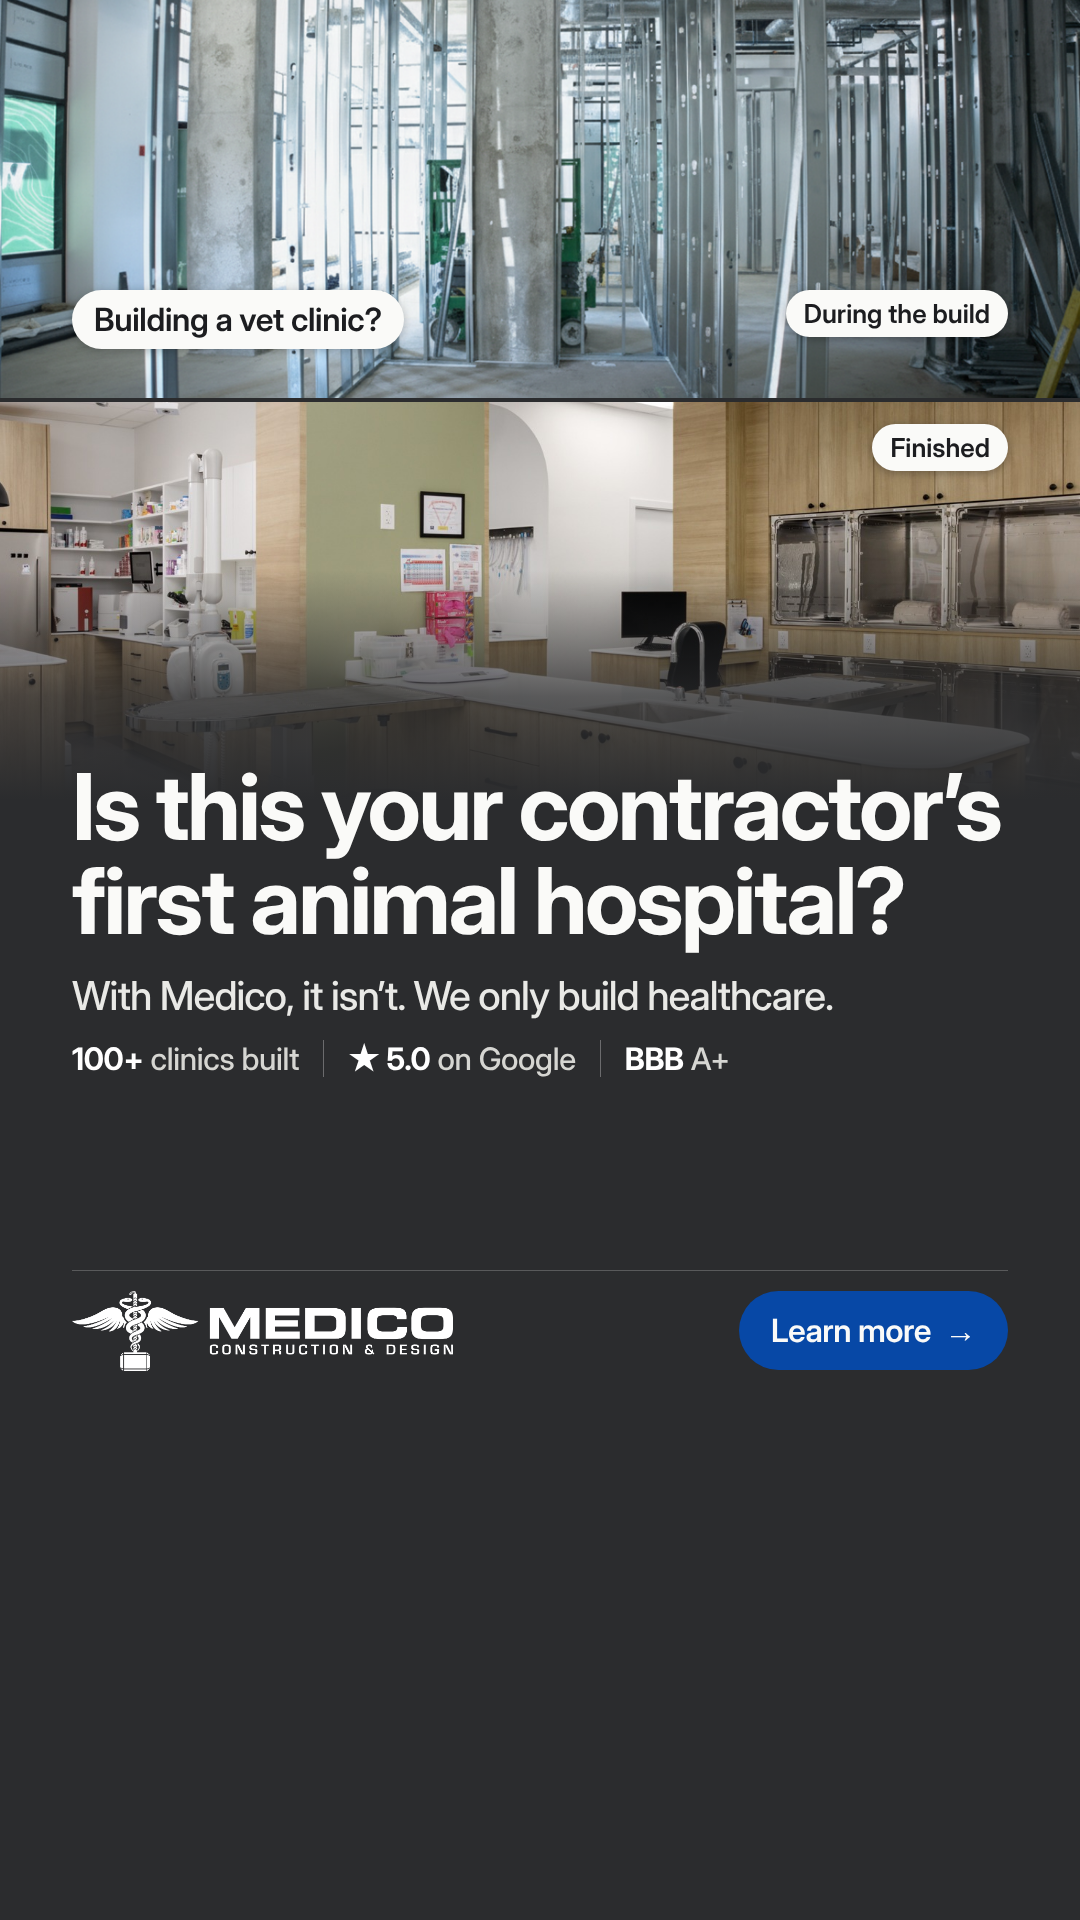 Building a vet clinic?
During the build
Finished
Is this your contractor’s
first animal hospital?
With Medico, it isn’t. We only build healthcare.
100+ clinics built
★ 5.0 on Google
BBB A+
MEDICO
CONSTRUCTION & DESIGN
Learn more →